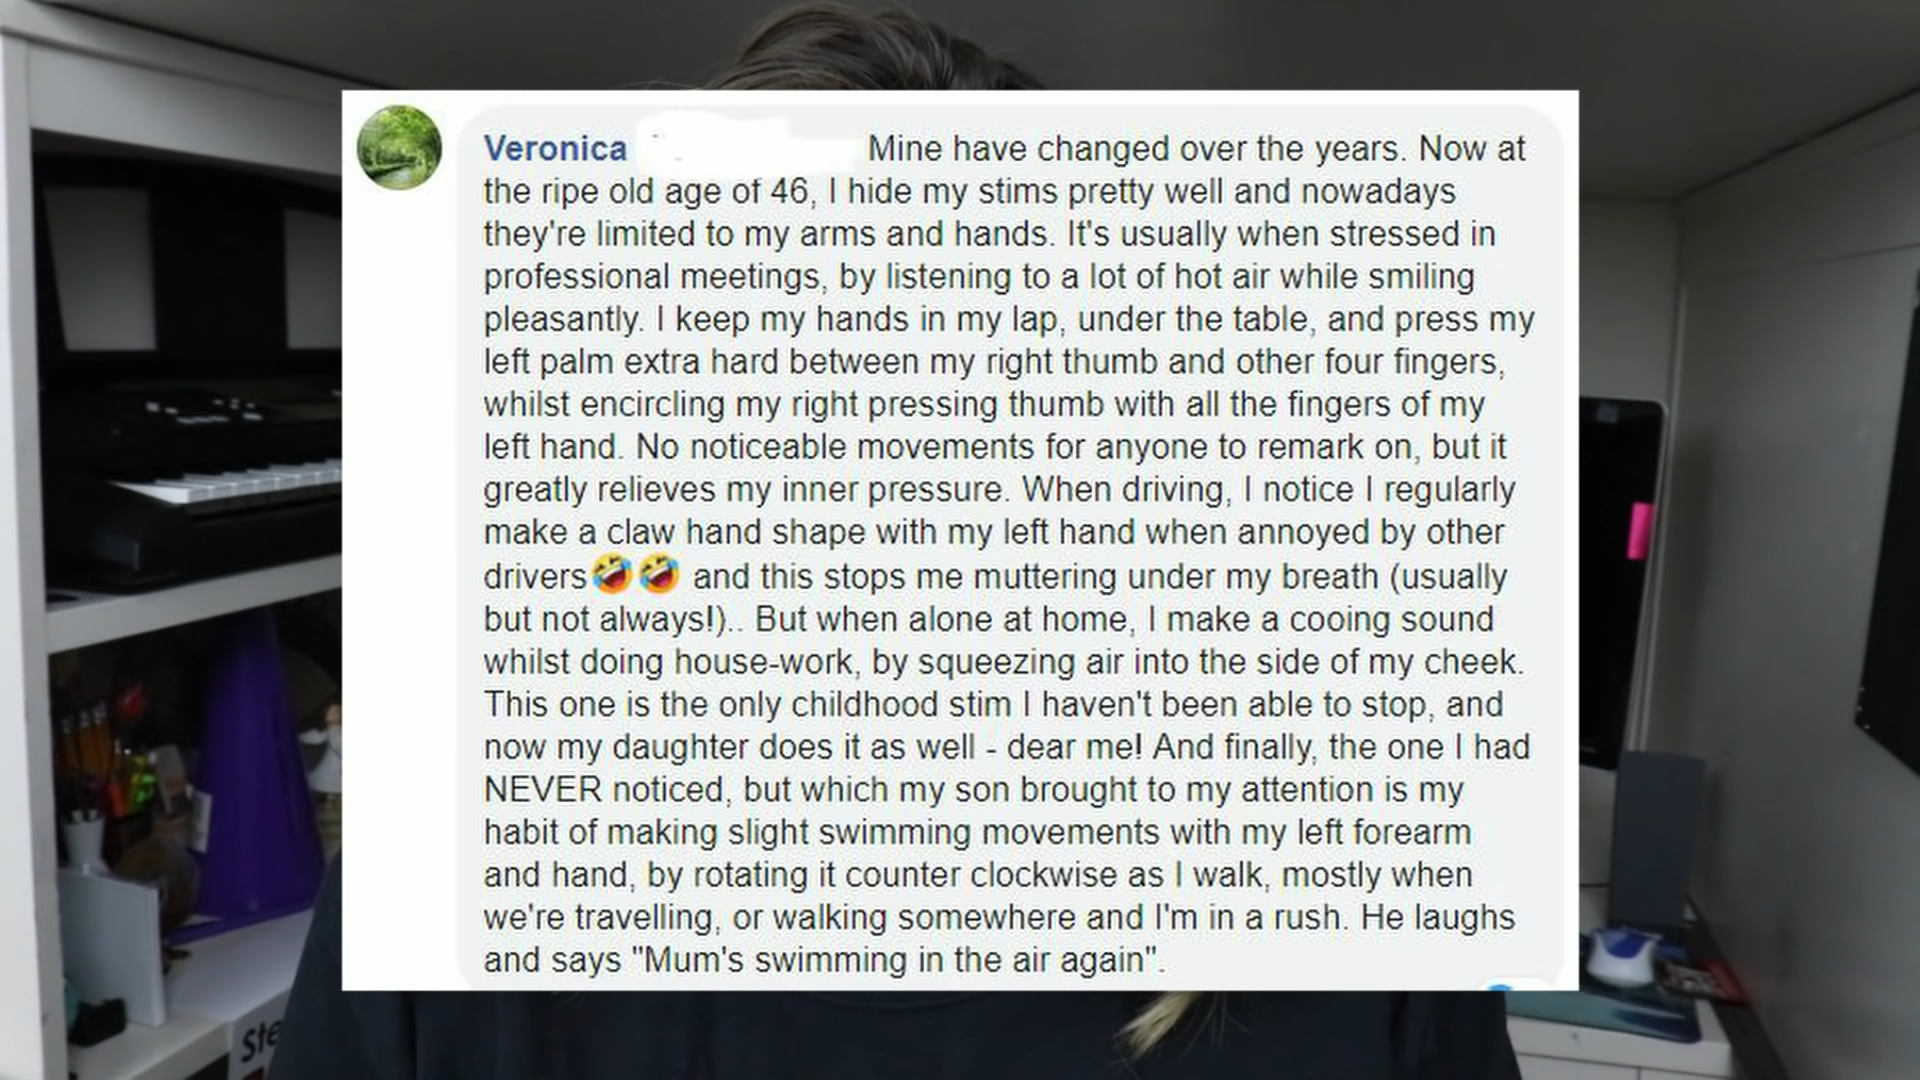 Veronica Mine have changed over the years. Now at
the ripe old age of 46, I hide my stims pretty well and nowadays
they're limited to my arms and hands. It's usually when stressed in
professional meetings, by listening to a lot of hot air while smiling
pleasantly. I keep my hands in my lap, under the table, and press my
left palm extra hard between my right thumb and other four fingers,
whilst encircling my right pressing thumb with all the fingers of my
left hand. No noticeable movements for anyone to remark on, but it
greatly relieves my inner pressure. When driving, I notice I regularly
make a claw hand shape with my left hand when annoyed by other
drivers🤣🤣 and this stops me muttering under my breath (usually
but not always!).. But when alone at home, I make a cooing sound
whilst doing house-work, by squeezing air into the side of my cheek.
This one is the only childhood stim I haven't been able to stop, and
now my daughter does it as well - dear me! And finally, the one I had
NEVER noticed, but which my son brought to my attention is my
habit of making slight swimming movements with my left forearm
and hand, by rotating it counter clockwise as I walk, mostly when
we're travelling, or walking somewhere and I'm in a rush. He laughs
and says "Mum's swimming in the air again".
Ste